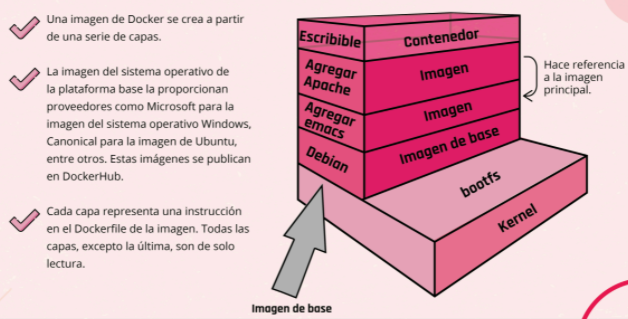 Una imagen de Docker se crea a partir
de una serie de capas.
La imagen del sistema operativo de
la plataforma base la proporcionan
proveedores como Microsoft para la
imagen del sistema operativo Windows,
Canonical para la imagen de Ubuntu,
entre otros. Estas imágenes se publican
en DockerHub.
Cada capa representa una instrucción
en el Dockerfile de la imagen. Todas las
capas, excepto la última, son de solo
lectura.
Escribible
Contenedor
Agregar
Apache
Imagen
Agregar
emacs
Imagen
Debian
Imagen de base
bootfs
Kernel
Hace referencia
a la imagen
principal.
Imagen de base